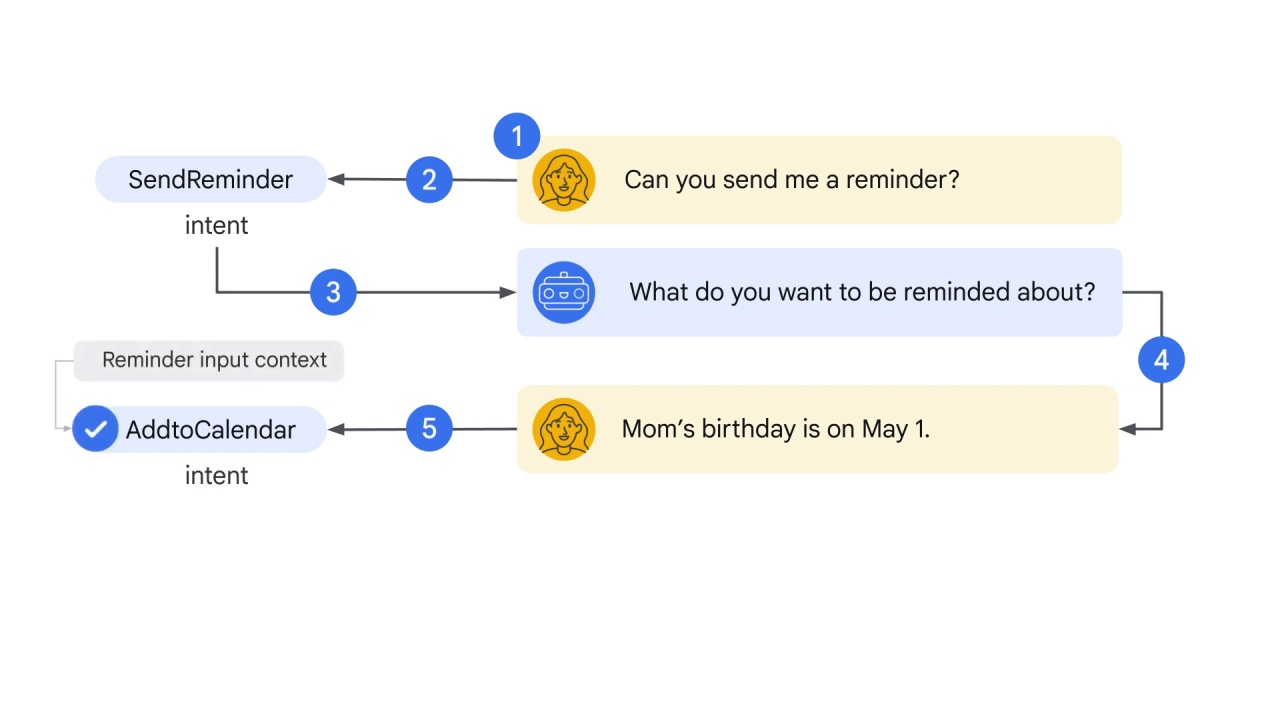 1
SendReminder
2
Can you send me a reminder?
intent
3
What do you want to be reminded about?
Reminder input context
4
AddtoCalendar
5
Mom’s birthday is on May 1.
intent